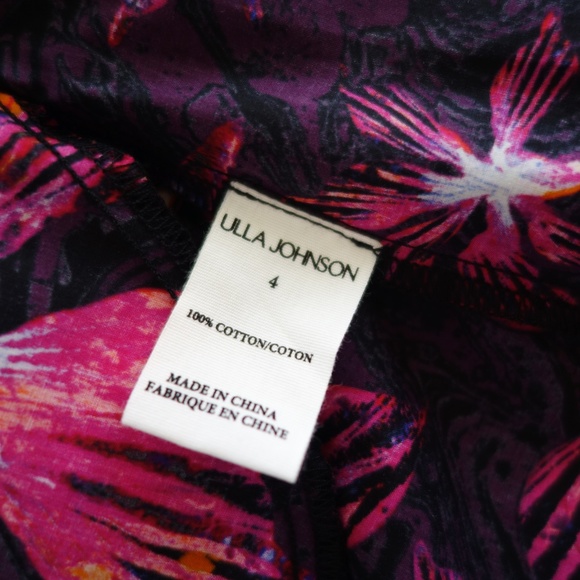 ULLA JOHNSON
4
100% COTTON/COTON
MADE IN CHINA
FABRIQUE EN CHINE